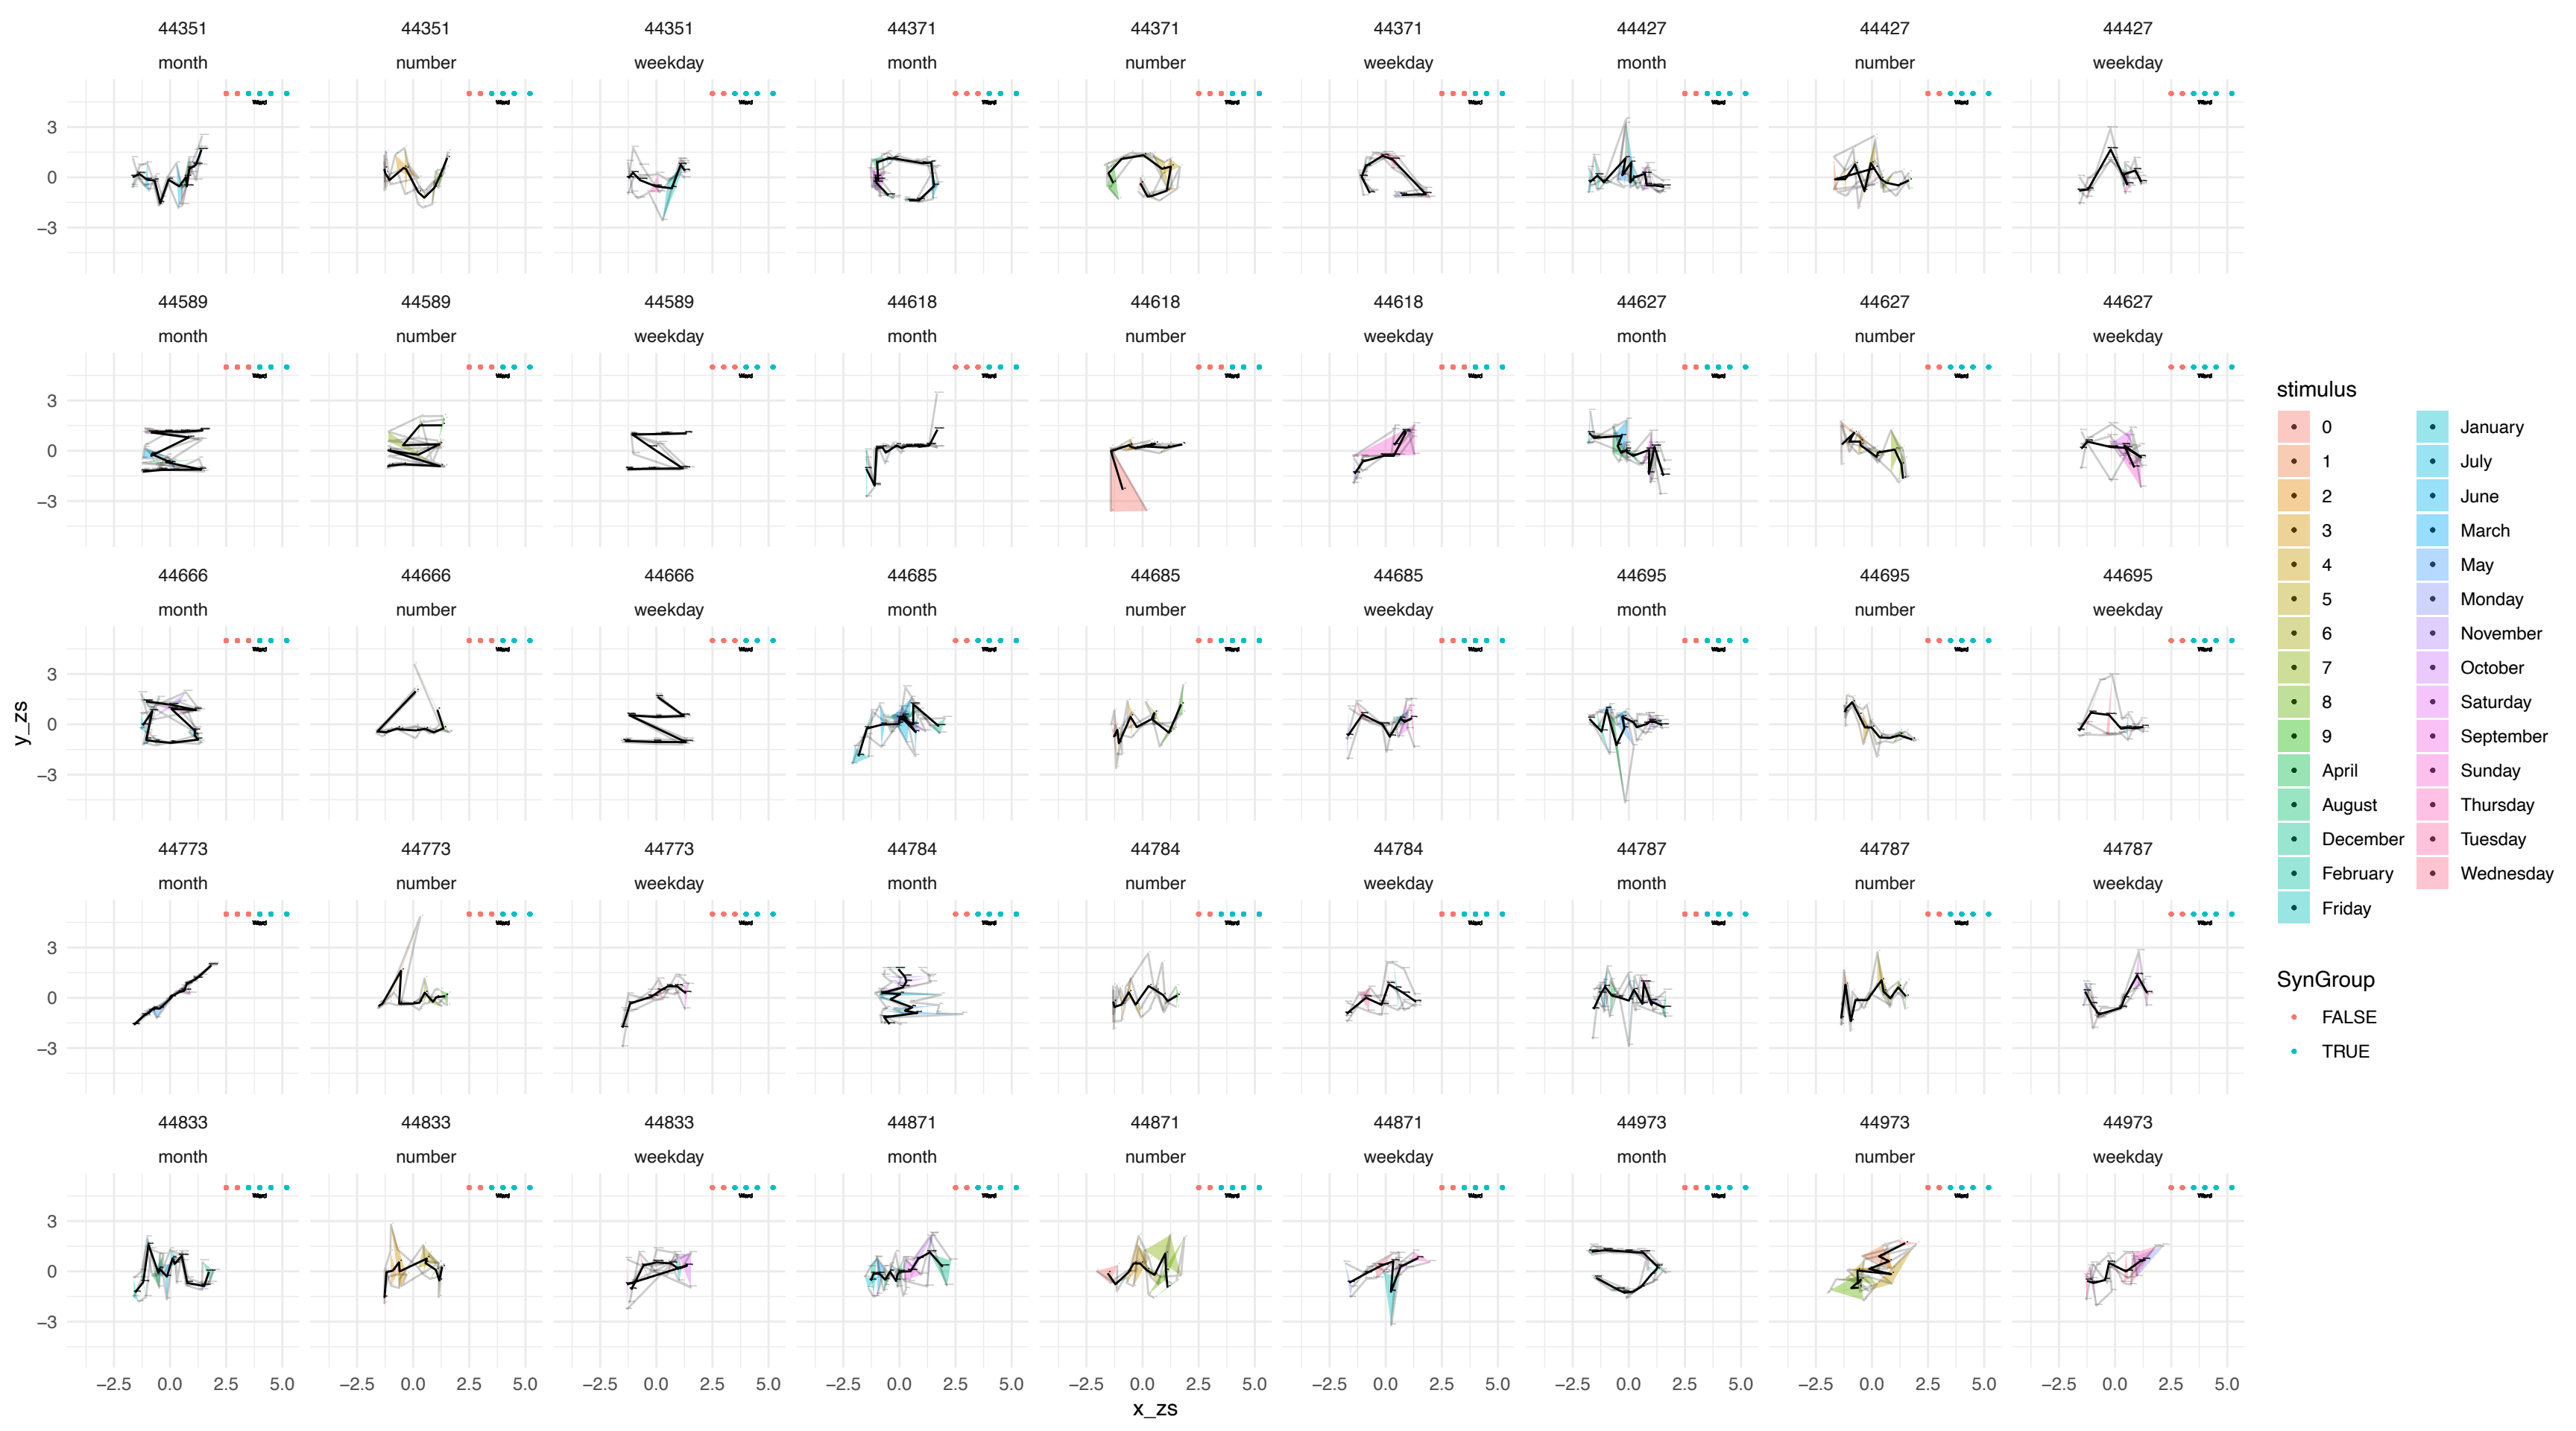 44351 44351 44351 44371 44371 44371 44427 44427 44427
month number weekday month number weekday month number weekday
3
0
−3
44589 44589 44589 44618 44618 44618 44627 44627 44627
month number weekday month number weekday month number weekday
3
0
−3
44666 44666 44666 44685 44685 44685 44695 44695 44695
month number weekday month number weekday month number weekday
3
0
−3
44773 44773 44773 44784 44784 44784 44787 44787 44787
month number weekday month number weekday month number weekday
3
0
−3
44833 44833 44833 44871 44871 44871 44973 44973 44973
month number weekday month number weekday month number weekday
3
0
−3
−2.5 0.0 2.5 5.0 −2.5 0.0 2.5 5.0 −2.5 0.0 2.5 5.0 −2.5 0.0 2.5 5.0 −2.5 0.0 2.5 5.0 −2.5 0.0 2.5 5.0 −2.5 0.0 2.5 5.0 −2.5 0.0 2.5 5.0 −2.5 0.0 2.5 5.0
x_zs
y_zs
stimulus
0
1
2
3
4
5
6
7
8
9
April
August
December
February
Friday
January
July
June
March
May
Monday
November
October
Saturday
September
Sunday
Thursday
Tuesday
Wednesday
SynGroup
FALSE
TRUE